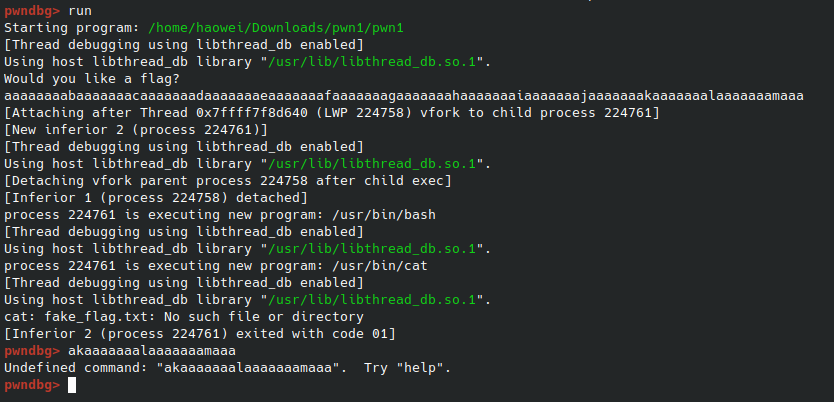 pwndbg> run
Starting program: /home/haowei/Downloads/pwn1/pwn1
[Thread debugging using libthread_db enabled]
Using host libthread_db library "/usr/lib/libthread_db.so.1".
Would you like a flag?
aaaaaaaabaaaaaaacaaaaaaadaaaaaaaeaaaaaaafaaaaaaagaaaaaaahaaaaaaaiaaaaaaajaaaaaaakaaaaaaalaaaaaaamaaa
[Attaching after Thread 0x7ffff7f8d640 (LWP 224758) vfork to child process 224761]
[New inferior 2 (process 224761)]
[Thread debugging using libthread_db enabled]
Using host libthread_db library "/usr/lib/libthread_db.so.1".
[Detaching vfork parent process 224758 after child exec]
[Inferior 1 (process 224758) detached]
process 224761 is executing new program: /usr/bin/bash
[Thread debugging using libthread_db enabled]
Using host libthread_db library "/usr/lib/libthread_db.so.1".
process 224761 is executing new program: /usr/bin/cat
[Thread debugging using libthread_db enabled]
Using host libthread_db library "/usr/lib/libthread_db.so.1".
cat: fake_flag.txt: No such file or directory
[Inferior 2 (process 224761) exited with code 01]
pwndbg> akaaaaaaalaaaaaaamaaa
Undefined command: "akaaaaaaalaaaaaaamaaa".  Try "help".
pwndbg>